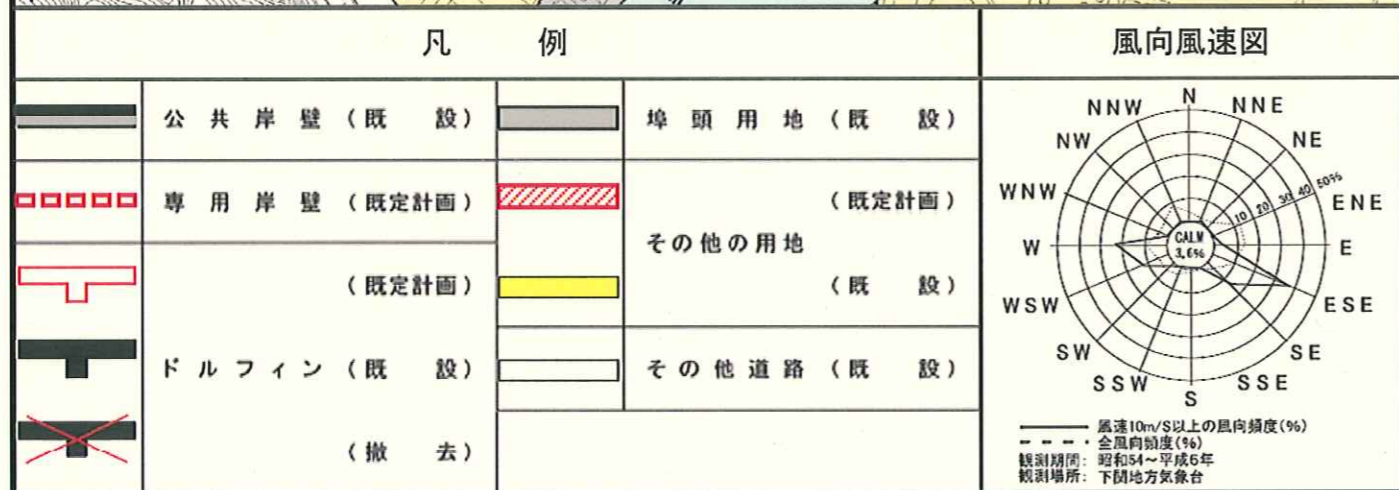 凡例
公共岸壁（既設）
専用岸壁（既定計画）
（既定計画）
ドルフィン（既設）
（撤去）
埠頭用地（既設）
（既定計画）
その他の用地
（既設）
その他道路（既設）
風向風速図
N
NNE
NE
ENE
E
ESE
SE
SSE
S
SSW
SW
WSW
W
WNW
NW
NNW
10 20 30 40 50%
CALM
3.6%
風速10m/S以上の風向頻度(%)
全風向頻度(%)
観測期間: 昭和54～平成6年
観測場所: 下関地方気象台